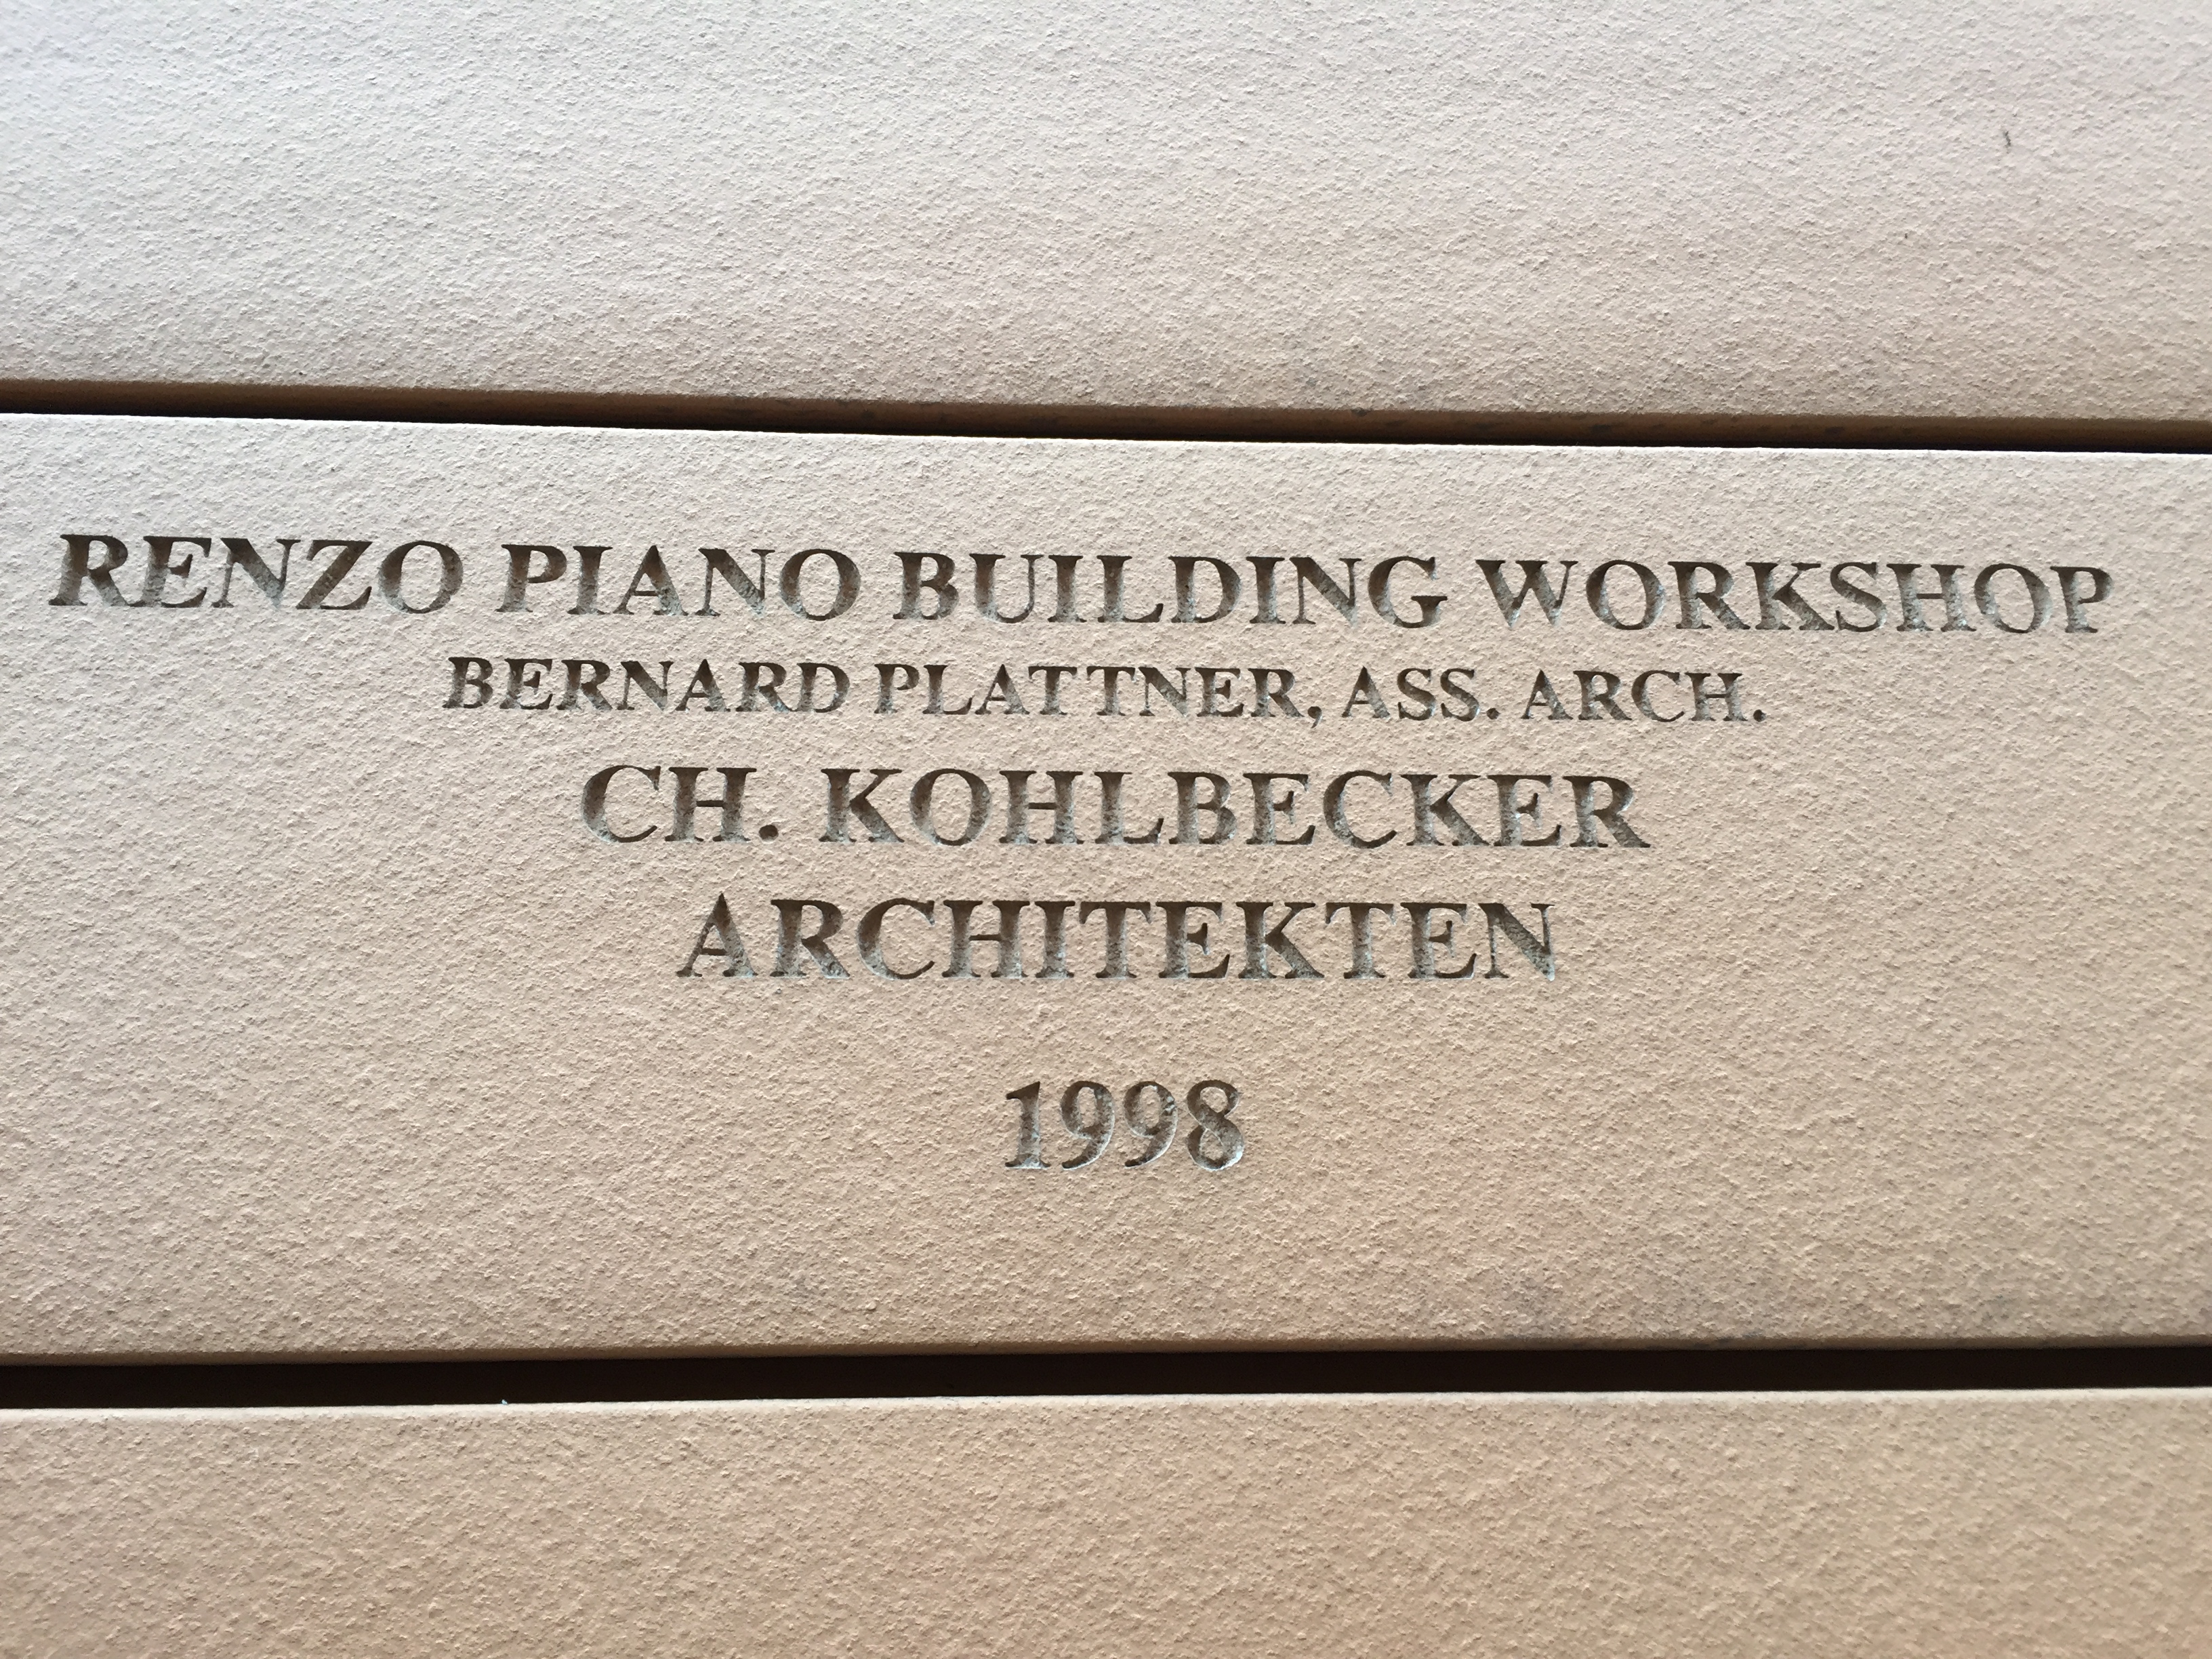 RENZO PIANO BUILDING WORKSHOP
BERNARD PLATTNER, ASS. ARCH.
CH. KOHLBECKER
ARCHITEKTEN
1998